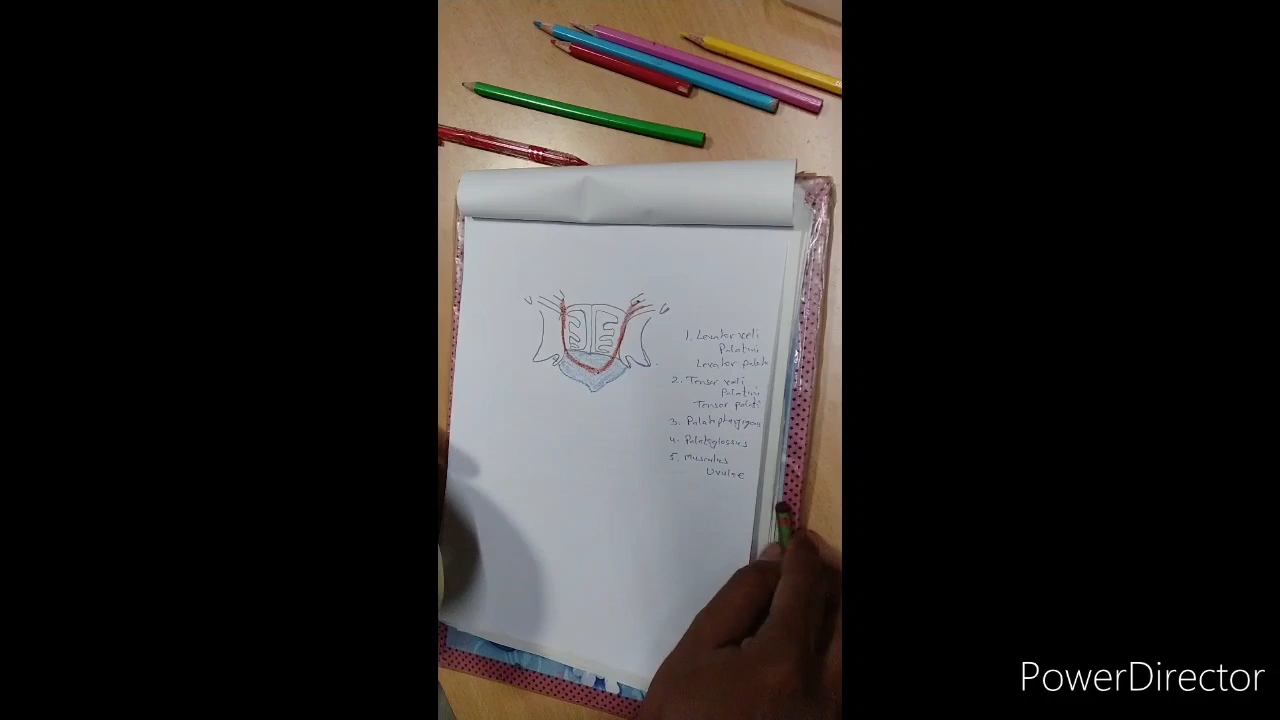 1. Levator veli
Palatini
Levator palati
2. Tensor veli
Palatini
Tensor palati
3. Palatopharyngeus
4. Palatoglossus
5. Musculus
Uvulae
PowerDirector